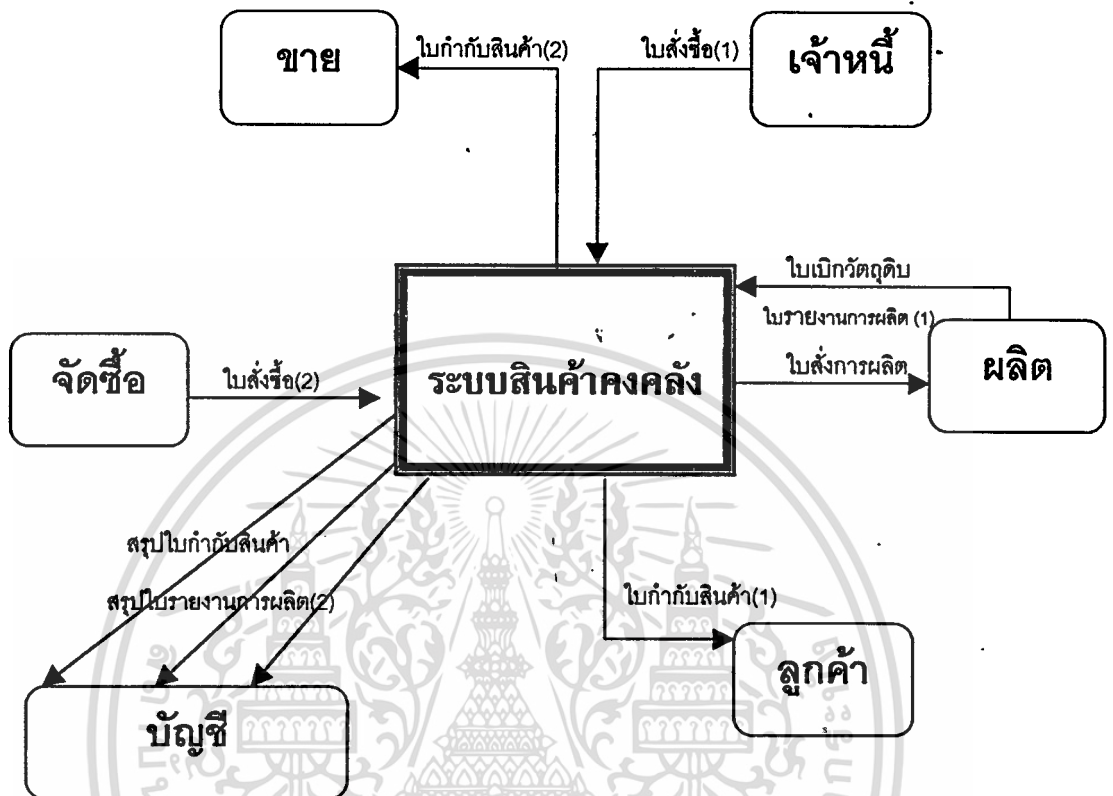 ขาย
ใบกำกับสินค้า(2)
ใบสั่งซื้อ(1)
เจ้าหนี้
ใบเบิกวัตถุดิบ
ใบรายงานการผลิต (1)
ใบสั่งการผลิต
ผลิต
จัดซื้อ
ใบสั่งซื้อ(2)
ระบบสินค้าคงคลัง
สรุปใบกำกับสินค้า
สรุปใบรายงานการผลิต(2)
ใบกำกับสินค้า(1)
ลูกค้า
บัญชี